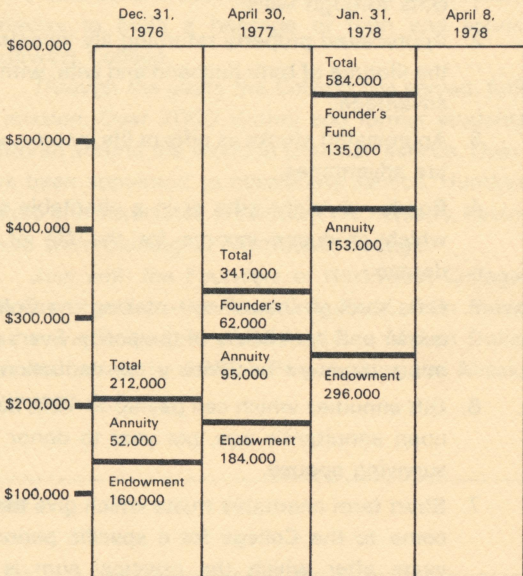 Dec. 31,
1976
April 30,
1977
Jan. 31,
1978
April 8,
1978
$600,000
$500,000
$400,000
$300,000
$200,000
$100,000
Total
212,000
Annuity
52,000
Endowment
160,000
Total
341,000
Founder's
62,000
Annuity
95,000
Endowment
184,000
Total
584,000
Founder's
Fund
135,000
Annuity
153,000
Endowment
296,000